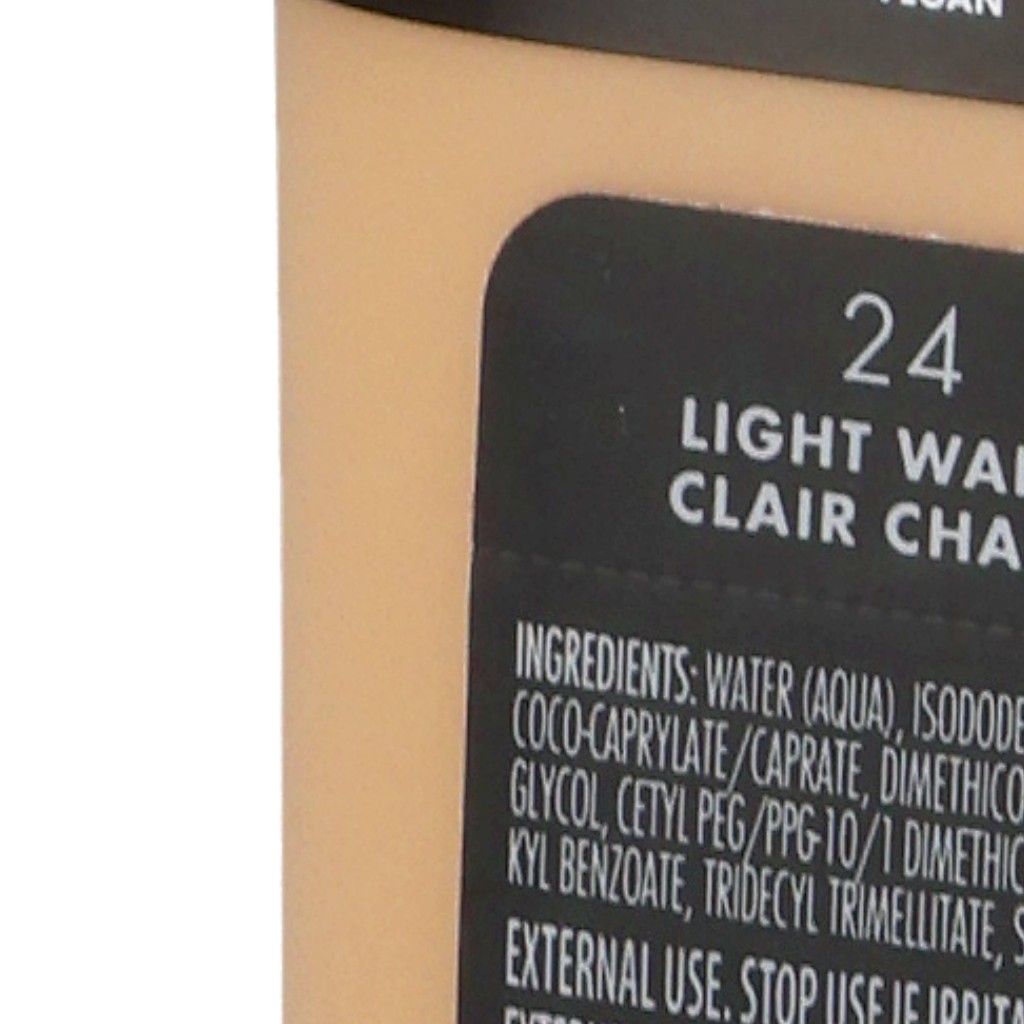 VEGAN
24
LIGHT WA
CLAIR CHA
INGREDIENTS: WATER (AQUA), ISODODE
COCO-CAPRYLATE/CAPRATE, DIMETHICO
GLYCOL, CETYL PEG/PPG-10/1 DIMETHIC
KYL BENZOATE, TRIDECYL TRIMELLITATE, S
EXTERNAL USE. STOP USE IF IRRITA